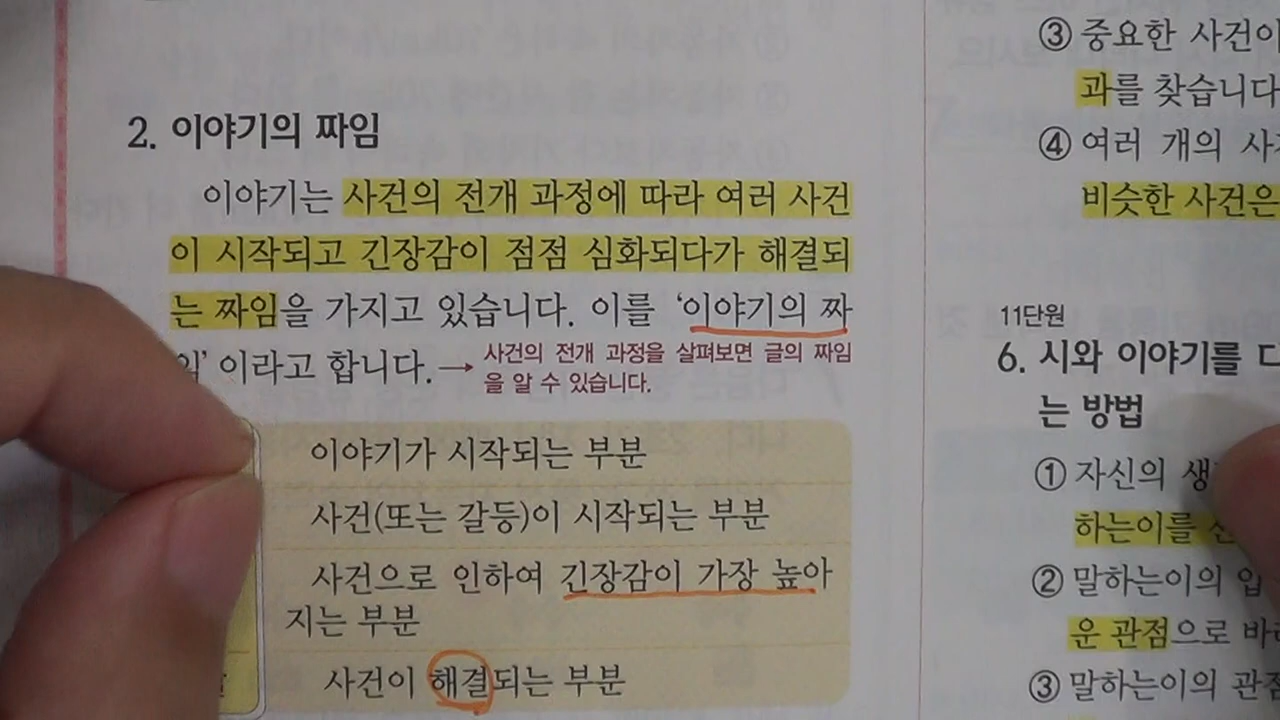 2. 이야기의 짜임
이야기는 사건의 전개 과정에 따라 여러 사건
이 시작되고 긴장감이 점점 심화되다가 해결되
는 짜임을 가지고 있습니다. 이를 ‘이야기의 짜
임’ 이라고 합니다.→ 사건의 전개 과정을 살펴보면 글의 짜임
을 알 수 있습니다.
이야기가 시작되는 부분
사건(또는 갈등)이 시작되는 부분
사건으로 인하여 긴장감이 가장 높아
지는 부분
사건이 해결되는 부분
③ 중요한 사건이
과를 찾습니다
④ 여러 개의
비슷한 사건은
11단원
6. 시와 이야기를
는 방법
① 자신의
하는이를
② 말하는이의 입
운 관점으로
③ 말하는이의 관점